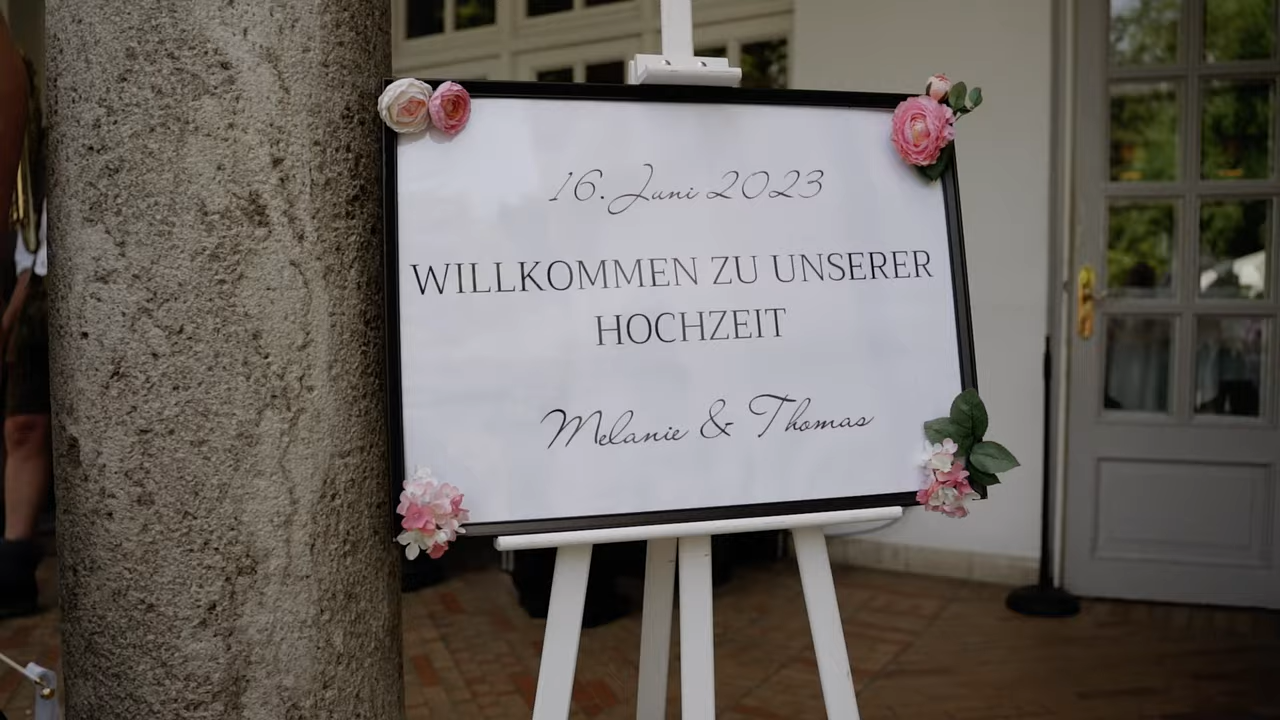 16. Juni 2023
WILLKOMMEN ZU UNSERER
HOCHZEIT
Melanie & Thomas